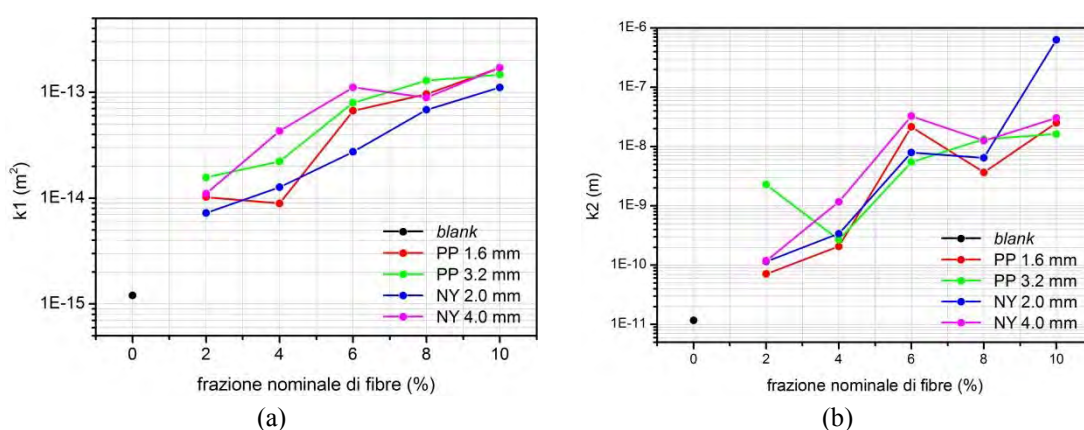 1E-13
1E-14
1E-15
k1 (m²)
blank
PP 1.6 mm
PP 3.2 mm
NY 2.0 mm
NY 4.0 mm
0 2 4 6 8 10
frazione nominale di fibre (%)
(a)
1E-6
1E-7
1E-8
1E-9
1E-10
1E-11
k2 (m)
blank
PP 1.6 mm
PP 3.2 mm
NY 2.0 mm
NY 4.0 mm
0 2 4 6 8 10
frazione nominale di fibre (%)
(b)